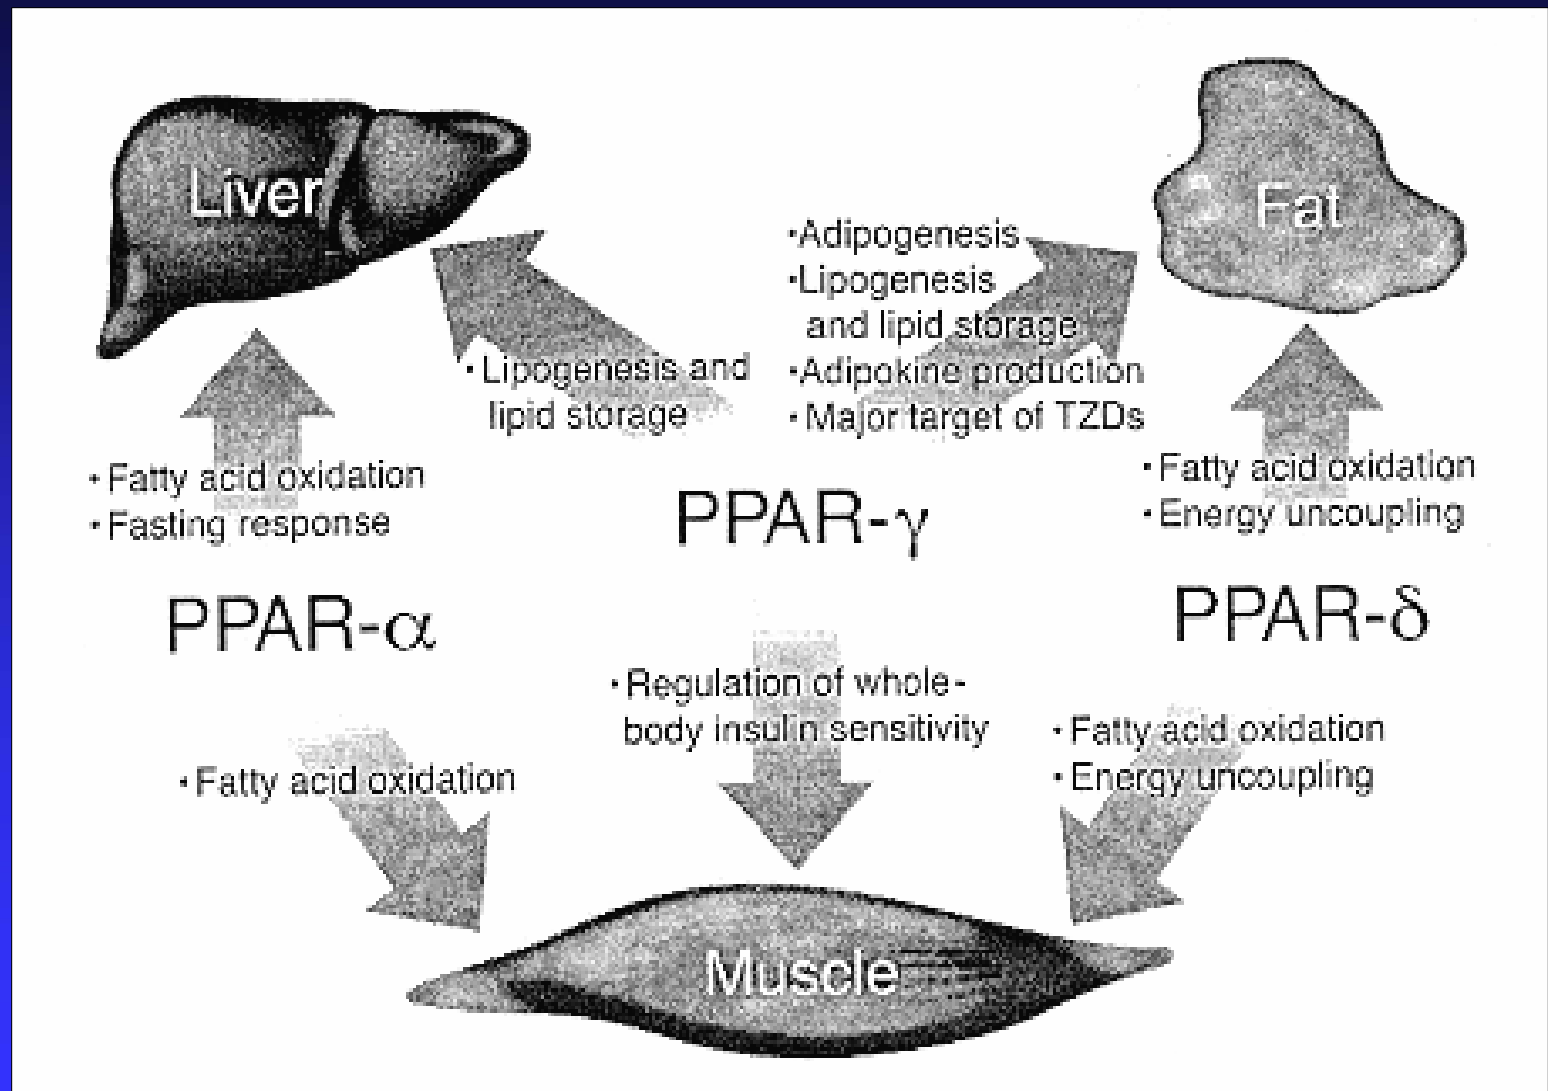 Liver
Fat
•Adipogenesis
•Lipogenesis
and lipid storage
•Adipokine production
• Major target of TZDs
• Lipogenesis and
lipid storage
• Fatty acid oxidation
• Fasting response
• Fatty acid oxidation
• Energy uncoupling
PPAR-γ
PPAR-α
PPAR-δ
• Regulation of whole-
body insulin sensitivity
• Fatty acid oxidation
• Fatty acid oxidation
• Energy uncoupling
Muscle